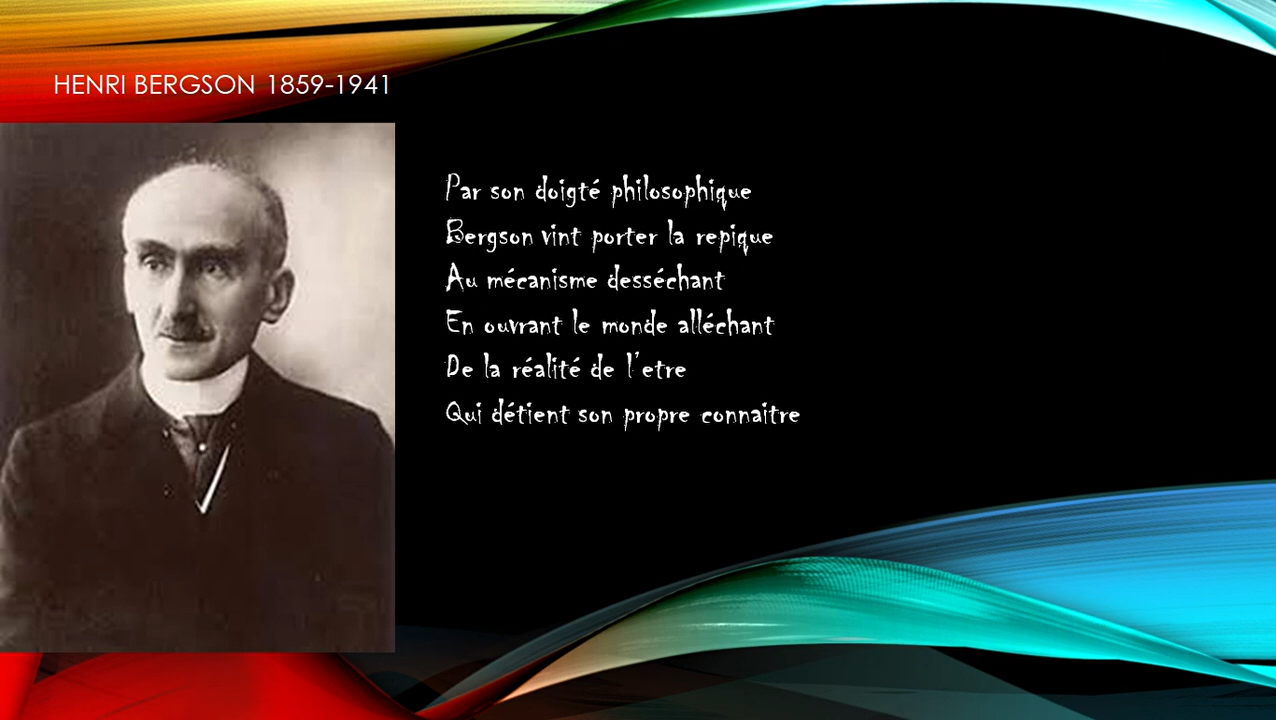 HENRI BERGSON 1859-1941
Par son doigté philosophique
Bergson vint porter la repique
Au mécanisme desséchant
En ouvrant le monde alléchant
De la réalité de l'etre
Qui détient son propre connaitre